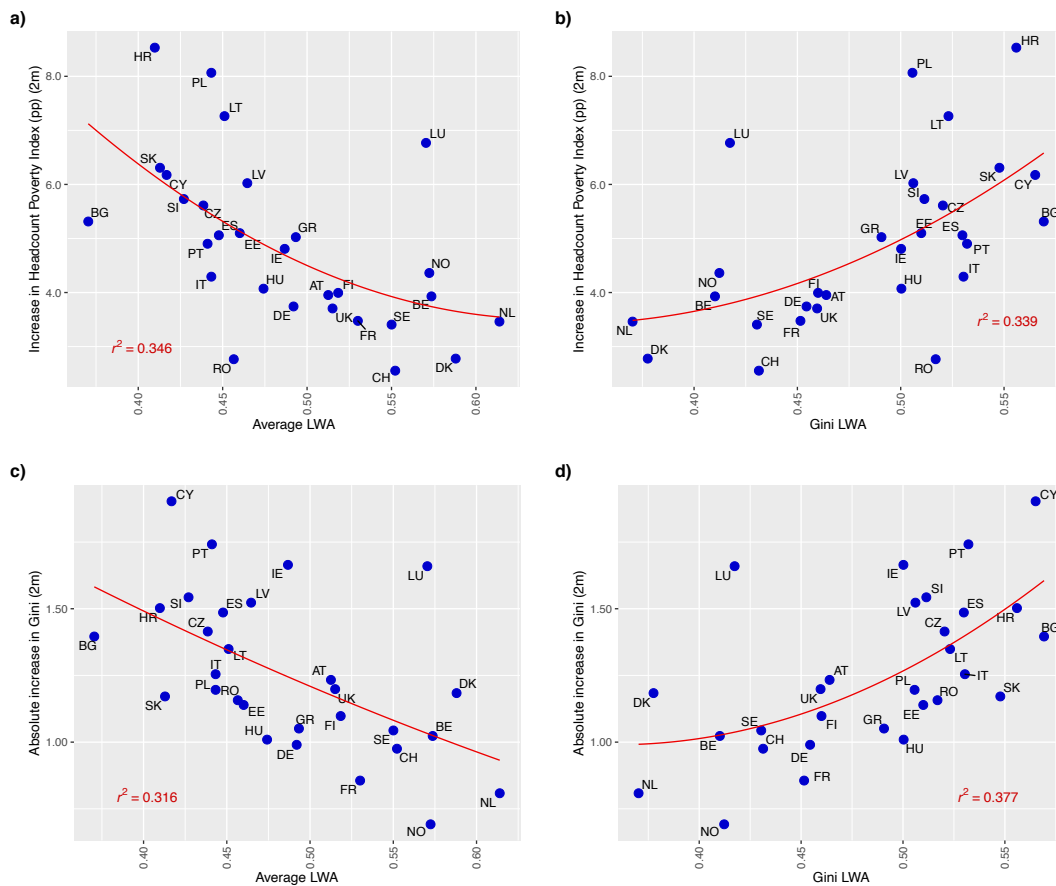 a)
HR
PL
LT
LU
SK
CY
LV
SI
CZ
BG
ES
GR
PT
EE
IE
NO
IT
HU
AT
FI
BE
DE
UK
FR
SE
NL
RO
CH
DK
r² = 0.346
8.0
6.0
4.0
0.40
0.45
0.50
0.55
0.60
Increase in Headcount Poverty Index (pp) (2m)
Average LWA
b)
HR
PL
LT
LU
SK
CY
LV
SI
CZ
BG
GR
EE
ES
PT
IE
IT
NO
HU
FI
AT
BE
DE
UK
NL
SE
FR
DK
CH
RO
r² = 0.339
8.0
6.0
4.0
0.40
0.45
0.50
0.55
Increase in Headcount Poverty Index (pp) (2m)
Gini LWA
c)
CY
PT
IE
LU
SI
LV
HR
ES
CZ
BG
LT
IT
AT
PL
RO
UK
DK
SK
EE
GR
FI
BE
HU
SE
DE
CH
FR
NL
NO
r² = 0.316
1.50
1.00
0.40
0.45
0.50
0.55
0.60
Absolute increase in Gini (2m)
Average LWA
d)
CY
PT
LU
IE
SI
LV
ES
HR
CZ
BG
LT
IT
AT
PL
RO
SK
DK
UK
EE
FI
GR
SE
BE
CH
DE
HU
FR
NL
NO
r² = 0.377
1.50
1.00
0.40
0.45
0.50
0.55
Absolute increase in Gini (2m)
Gini LWA